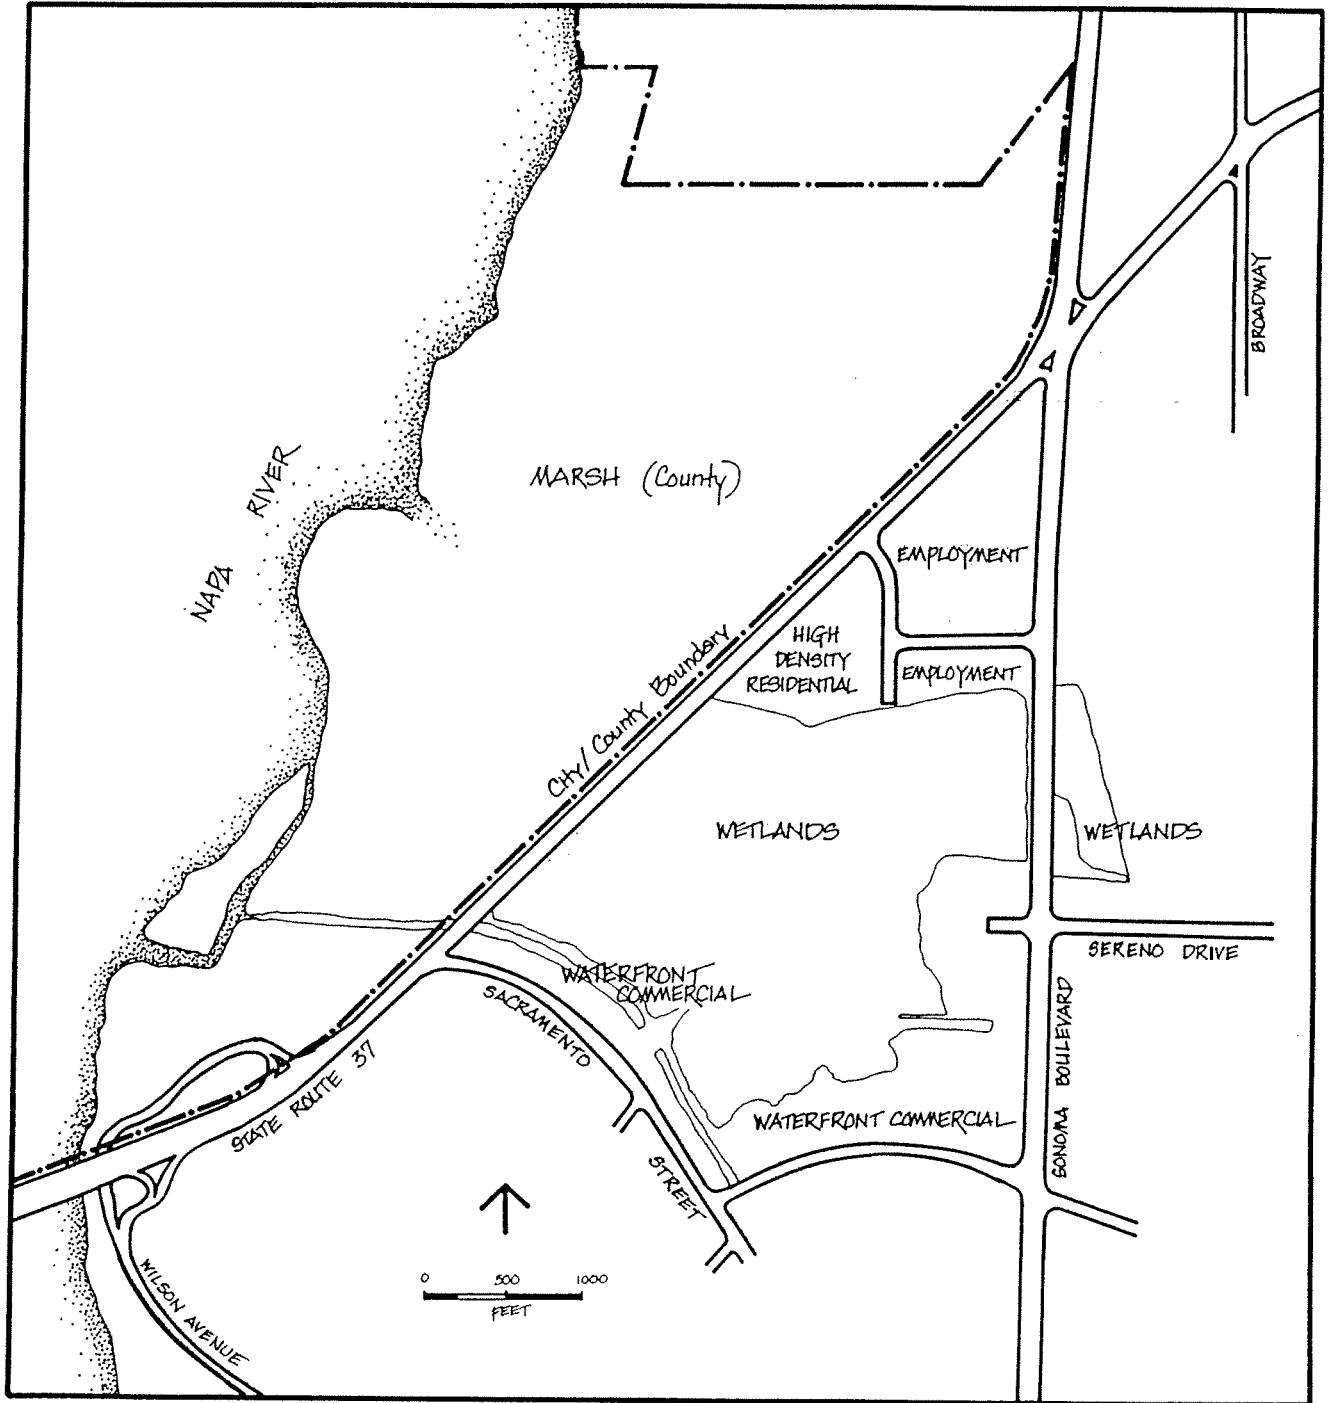 BROADWAY
MARSH (County)
NAPA RIVER
EMPLOYMENT
HIGH
DENSITY
RESIDENTIAL
EMPLOYMENT
City/County Boundary
WETLANDS
WETLANDS
SERENO DRIVE
WATERFRONT
COMMERCIAL
SACRAMENTO STREET
SONOMA BOULEVARD
STATE ROUTE 37
WATERFRONT COMMERCIAL
WILSON AVENUE
0 500 1000
FEET